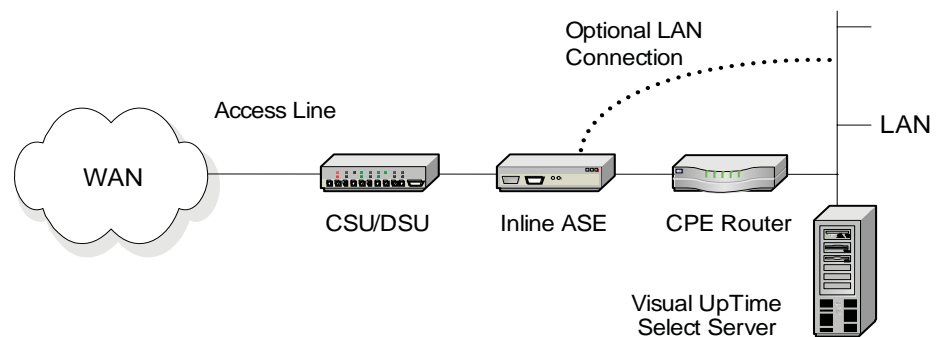 Optional LAN
Connection
Access Line
LAN
WAN
CSU/DSU
Inline ASE
CPE Router
Visual UpTime
Select Server